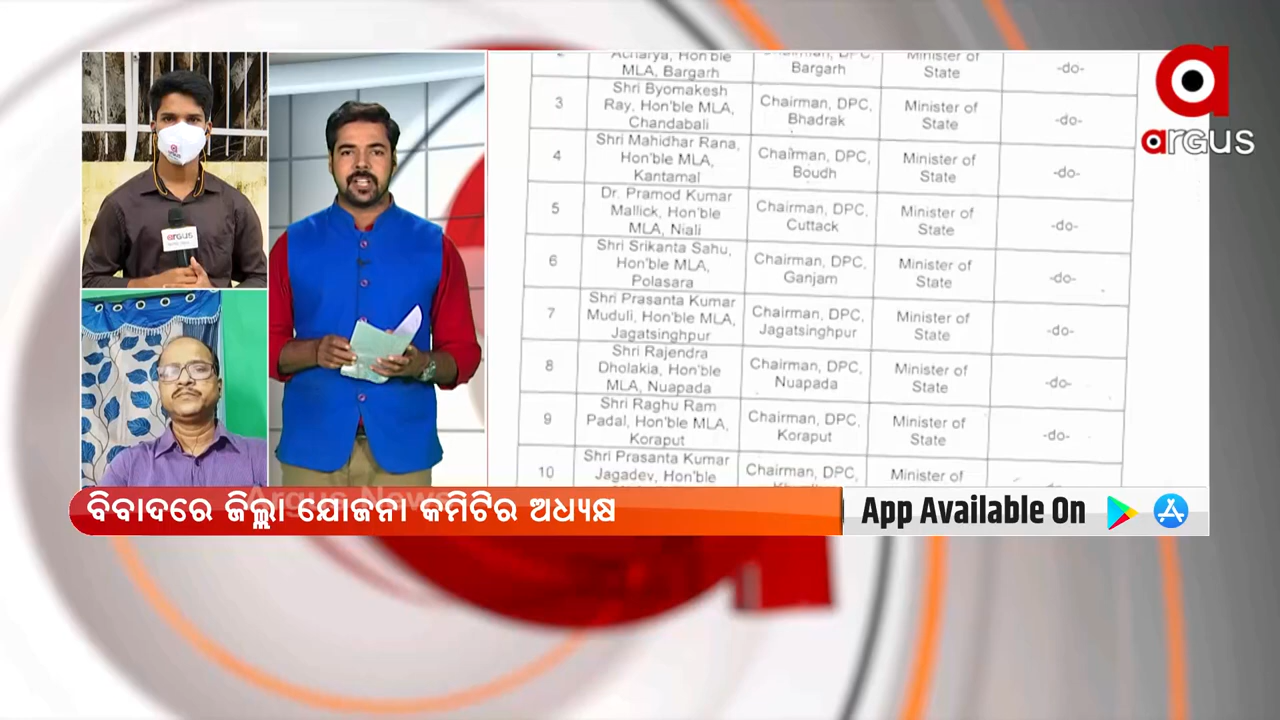 argus
argus
MLA, Bargarh
Bargarh
State
-do-
3
Shri Byomakesh
Ray, Hon'ble MLA,
Chandabali
Chairman, DPC,
Bhadrak
Minister of
State
-do-
4
Shri Mahidhar Rana,
Hon'ble MLA,
Kantamal
Chairman, DPC,
Boudh
Minister of
State
-do-
5
Dr. Pramod Kumar
Mallick, Hon'ble
MLA, Niali
Chairman, DPC,
Cuttack
Minister of
State
-do-
6
Shri Srikanta Sahu,
Hon'ble MLA,
Polasara
Chairman, DPC,
Ganjam
Minister of
State
-do-
7
Shri Prasanta Kumar
Muduli, Hon'ble MLA,
Jagatsinghpur
Chairman, DPC,
Jagatsinghpur
Minister of
State
-do-
8
Shri Rajendra
Dholakia, Hon'ble
MLA, Nuapada
Chairman, DPC,
Nuapada
Minister of
State
-do-
9
Shri Raghu Ram
Padal, Hon'ble MLA,
Koraput
Chairman, DPC,
Koraput
Minister of
State
-do-
10
Shri Prasanta Kumar
Jagadev, Hon'ble
Chairman, DPC,
Minister of
Argus News
ବିବାଦରେ ଜିଲ୍ଲା ଯୋଜନା କମିଟିର ଅଧ୍ୟକ୍ଷ
App Available On